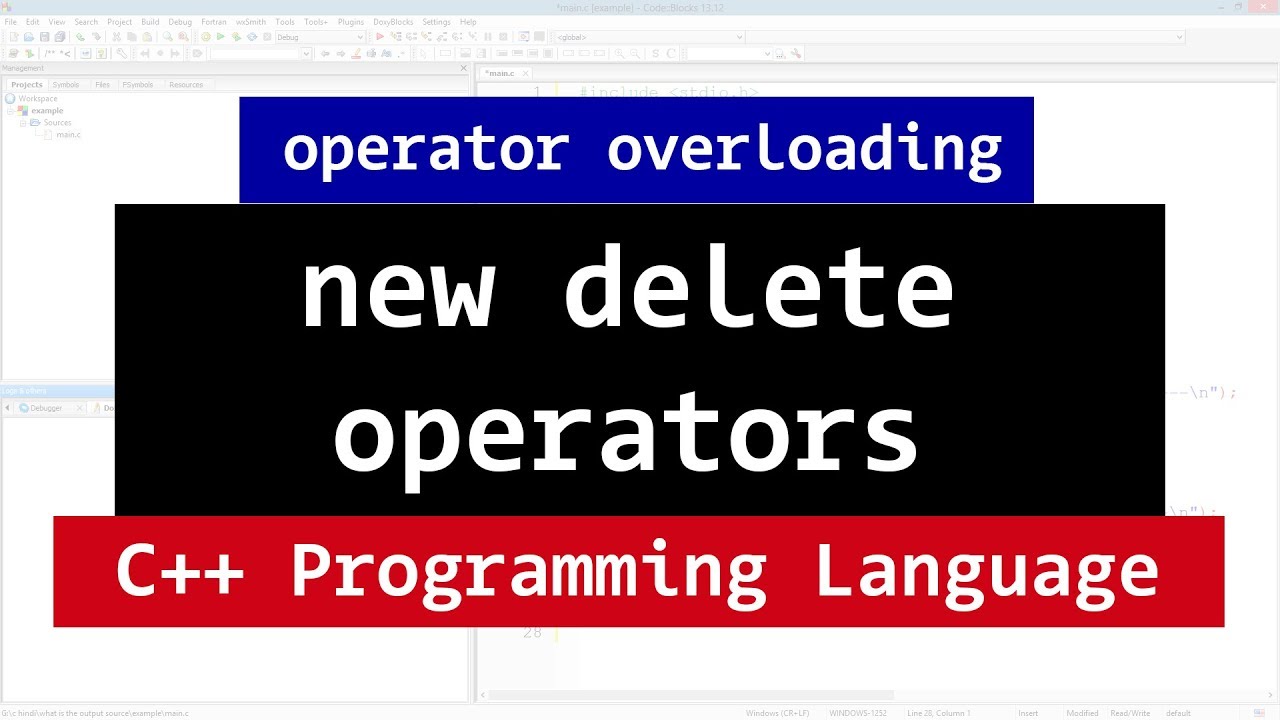 *main.c [example] - Code::Blocks 13.12
File Edit View Search Project Build Debug Fortran wxSmith Tools Tools+ Plugins DoxyBlocks Settings Help
Debug
<global>
Management
Projects Symbols Files FSymbols Resources
Workspace
example
Sources
main.c
*main.c
1 #include <stdio.h>
operator overloading
new delete
operators
C++ Programming Language
Logs & others
Debugger
--\n");
\n");
28
G:\c hindi\what is the output source\example\main.c Windows (CR+LF) WINDOWS-1252 Line 28, Column 1 Insert Modified Read/Write default